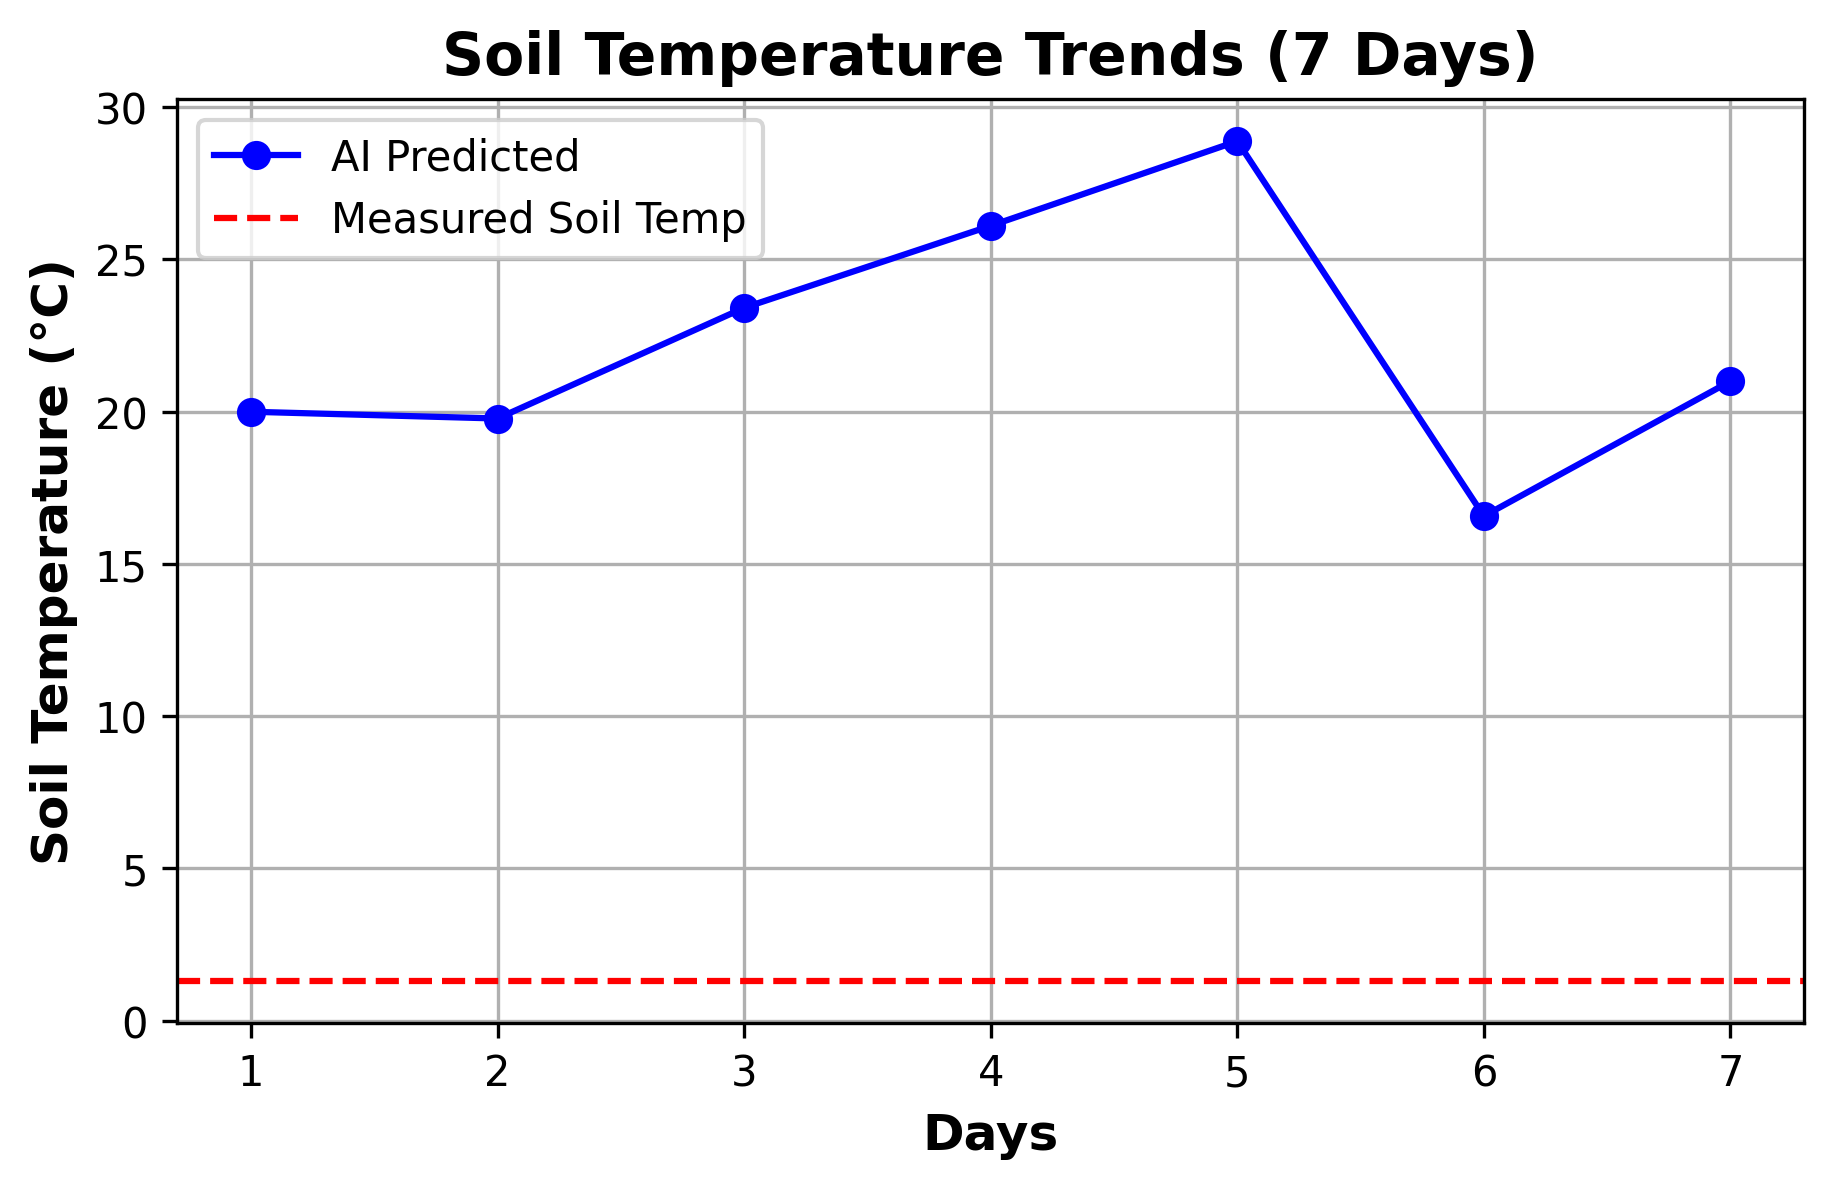 Soil Temperature Trends (7 Days)
AI Predicted
Measured Soil Temp
Soil Temperature (°C)
30
25
20
15
10
5
0
1 2 3 4 5 6 7
Days